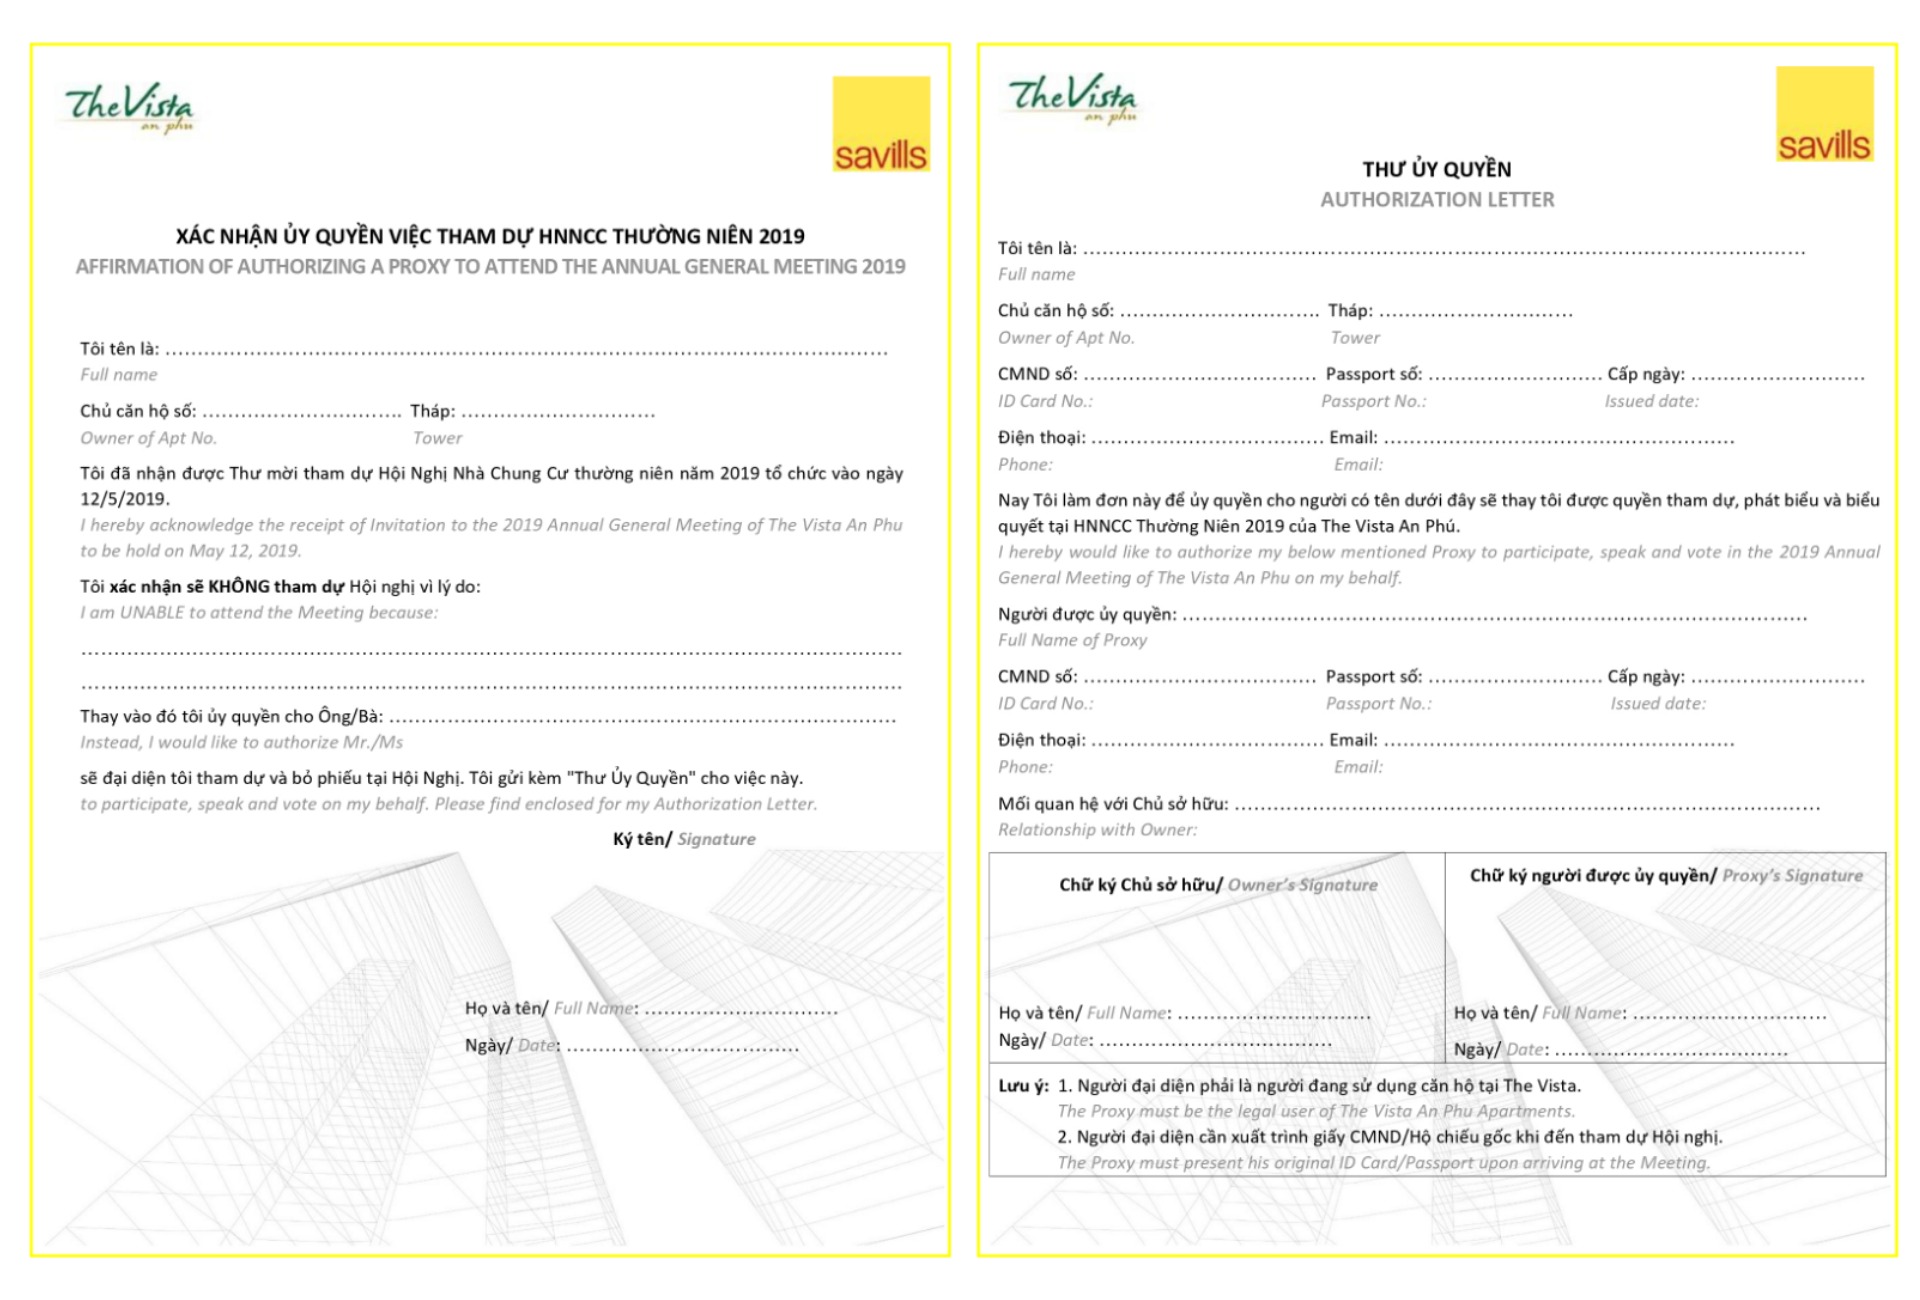 The Vista
an phu
savills
XÁC NHẬN ỦY QUYỀN VIỆC THAM DỰ HNNCC THƯỜNG NIÊN 2019
AFFIRMATION OF AUTHORIZING A PROXY TO ATTEND THE ANNUAL GENERAL MEETING 2019
Tôi tên là: ........................................................................
Full name
Chủ căn hộ số: .............................. Tháp: ..............................
Owner of Apt No. Tower
Tôi đã nhận được Thư mời tham dự Hội Nghị Nhà Chung Cư thường niên năm 2019 tổ chức vào ngày
12/5/2019.
I hereby acknowledge the receipt of Invitation to the 2019 Annual General Meeting of The Vista An Phu
to be hold on May 12, 2019.
Tôi xác nhận sẽ KHÔNG tham dự Hội nghị vì lý do:
I am UNABLE to attend the Meeting because:
........................................................................
........................................................................
Thay vào đó tôi ủy quyền cho Ông/Bà: ........................................................................
Instead, I would like to authorize Mr./Ms
sẽ đại diện tôi tham dự và bỏ phiếu tại Hội Nghị. Tôi gửi kèm "Thư Ủy Quyền" cho việc này.
to participate, speak and vote on my behalf. Please find enclosed for my Authorization Letter.
Ký tên/ Signature
Họ và tên/ Full Name: ..............................
Ngày/ Date: ....................................
The Vista
an phu
savills
THƯ ỦY QUYỀN
AUTHORIZATION LETTER
Tôi tên là: ........................................................................
Full name
Chủ căn hộ số: .............................. Tháp: ..............................
Owner of Apt No. Tower
CMND số: .................................... Passport số: ........................... Cấp ngày: ...........................
ID Card No.: Passport No.: Issued date:
Điện thoại: .................................... Email: ......................................................
Phone: Email:
Nay Tôi làm đơn này để ủy quyền cho người có tên dưới đây sẽ thay tôi được quyền tham dự, phát biểu và biểu
quyết tại HNNCC Thường Niên 2019 của The Vista An Phú.
I hereby would like to authorize my below mentioned Proxy to participate, speak and vote in the 2019 Annual
General Meeting of The Vista An Phu on my behalf.
Người được ủy quyền: ........................................................................
Full Name of Proxy
CMND số: .................................... Passport số: ........................... Cấp ngày: ...........................
ID Card No.: Passport No.: Issued date:
Điện thoại: .................................... Email: ......................................................
Phone: Email:
Mối quan hệ với Chủ sở hữu: ........................................................................
Relationship with Owner:
Chữ ký Chủ sở hữu/ Owner's Signature
Họ và tên/ Full Name: ..............................
Ngày/ Date: ....................................
Chữ ký người được ủy quyền/ Proxy's Signature
Họ và tên/ Full Name: ..............................
Ngày/ Date: ....................................
Lưu ý: 1. Người đại diện phải là người đang sử dụng căn hộ tại The Vista.
The Proxy must be the legal user of The Vista An Phu Apartments.
2. Người đại diện cần xuất trình giấy CMND/Hộ chiếu gốc khi đến tham dự Hội nghị.
The Proxy must present his original ID Card/Passport upon arriving at the Meeting.